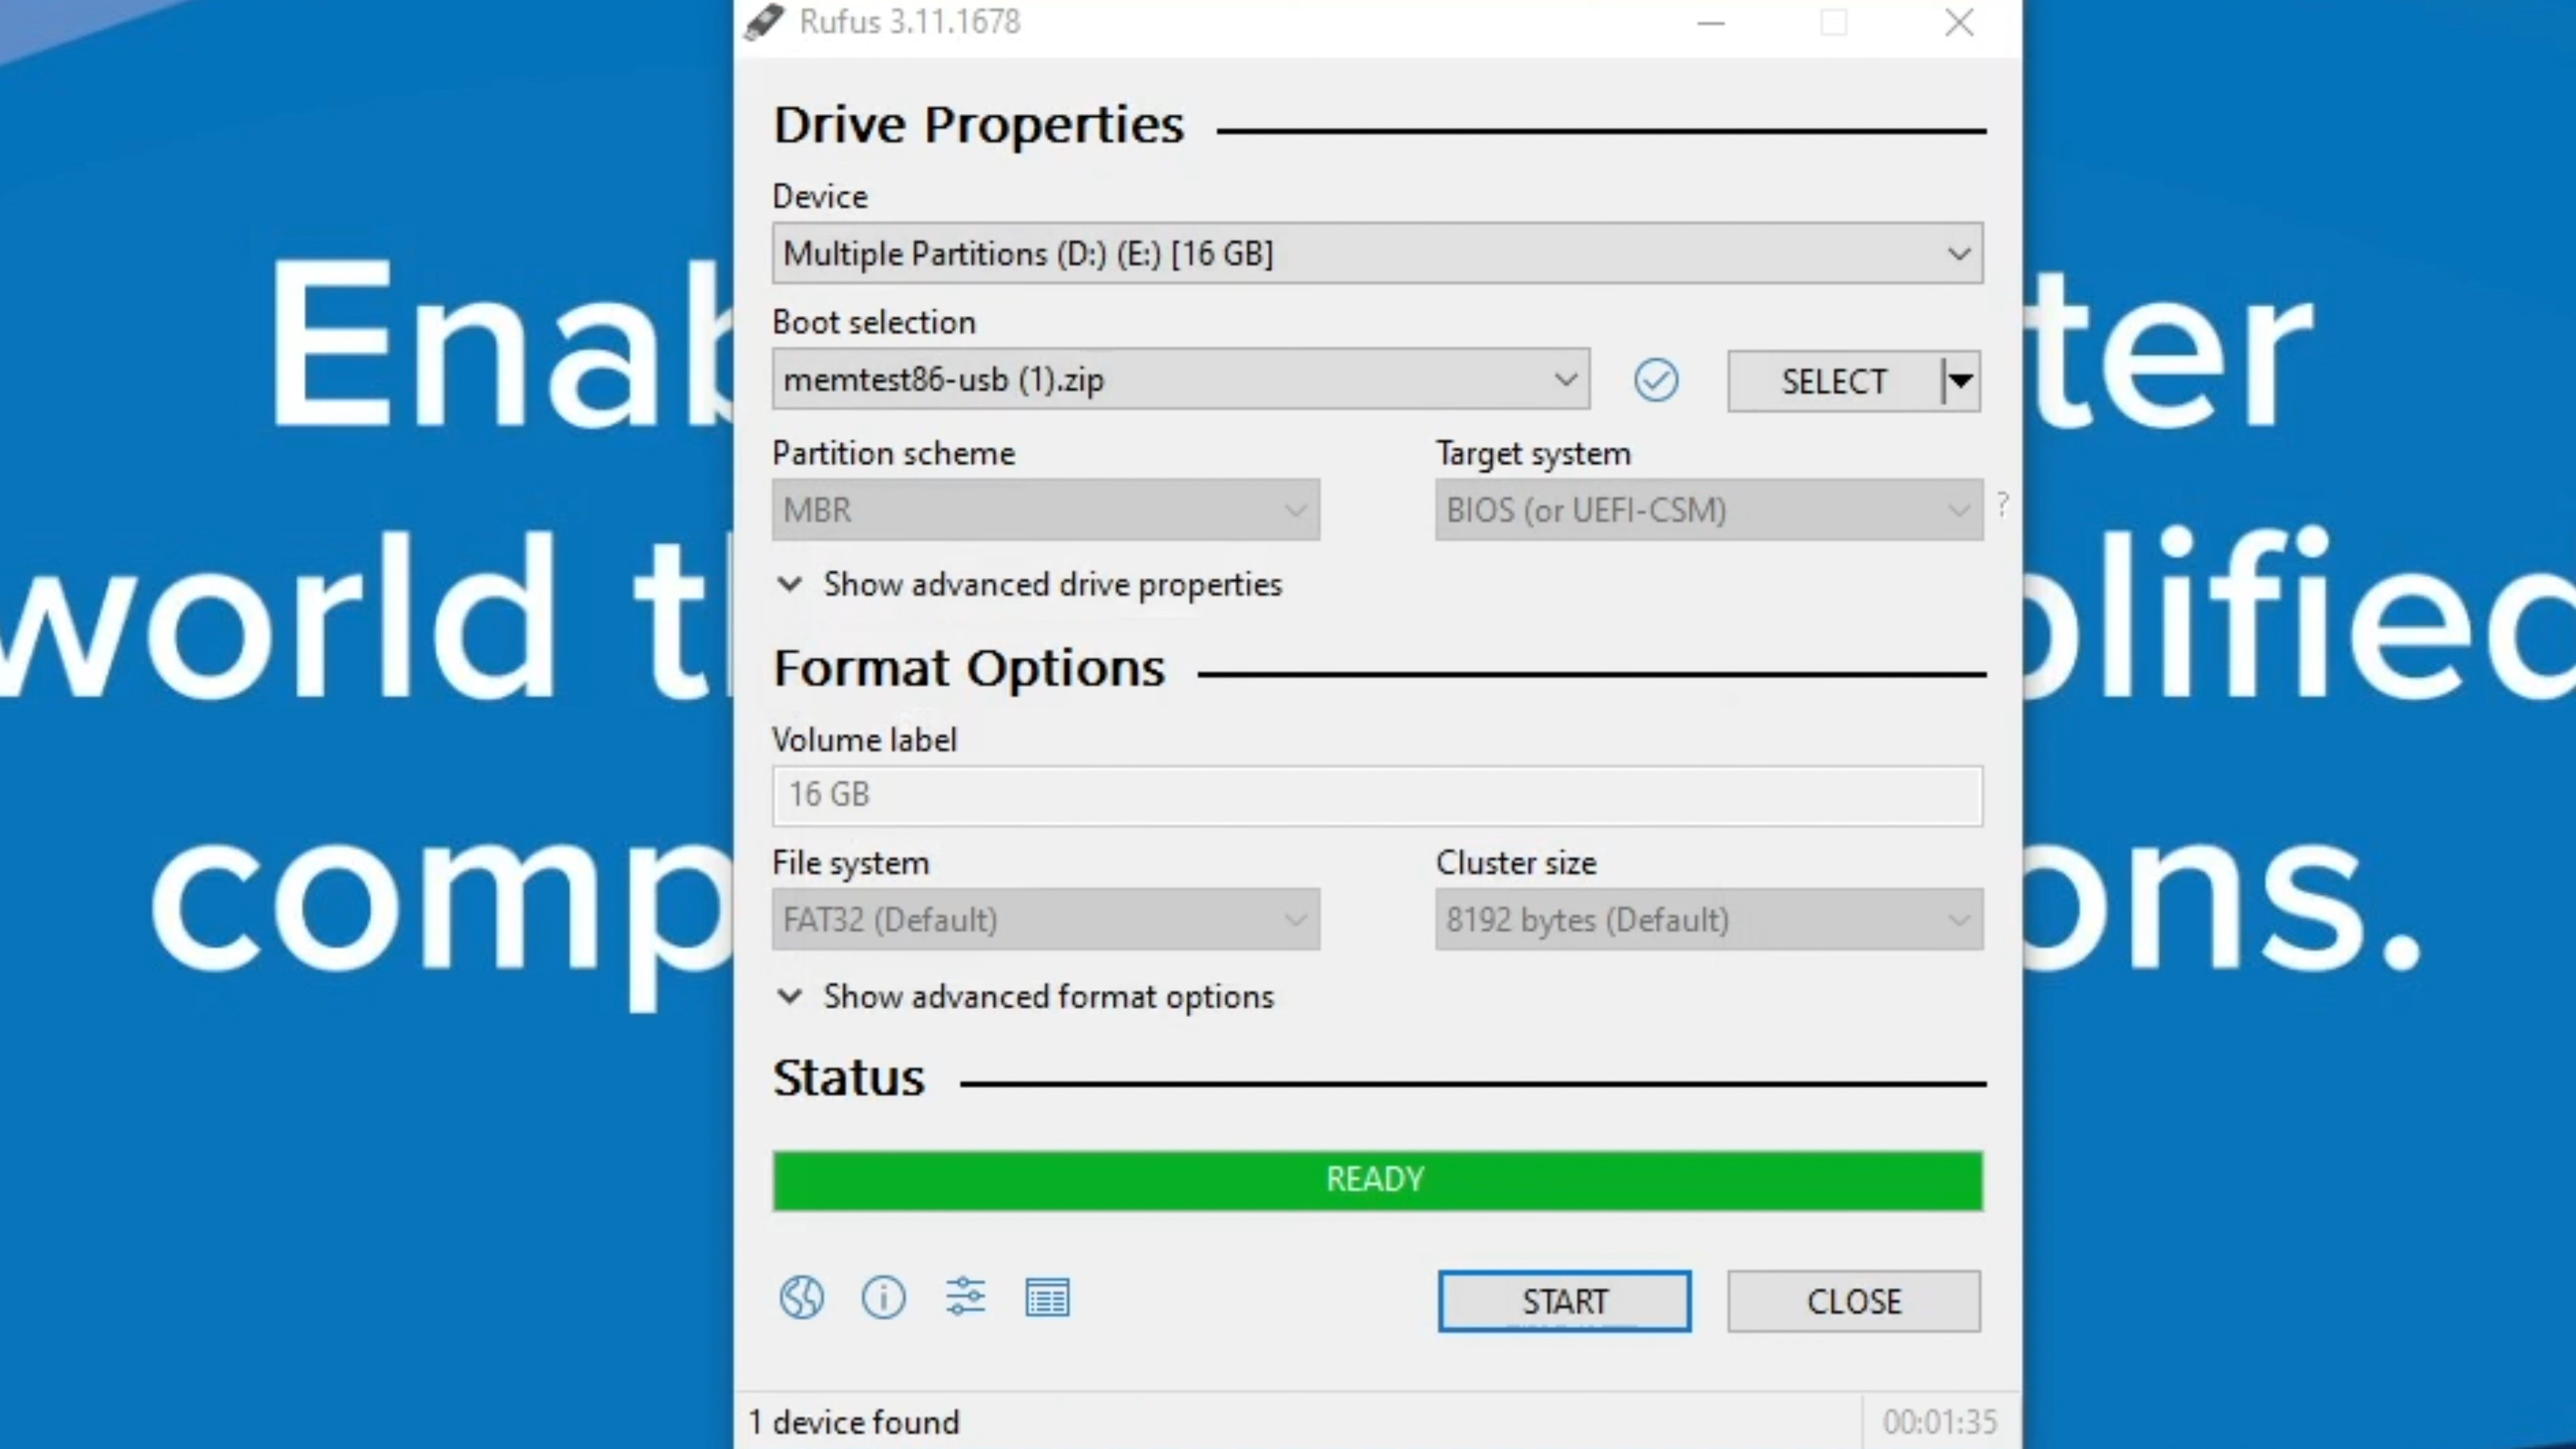 Rufus 3.11.1678
Drive Properties
Device
Multiple Partitions (D:) (E:) [16 GB]
Boot selection
memtest86-usb (1).zip
SELECT
Partition scheme
Target system
MBR
BIOS (or UEFI-CSM)
?
Show advanced drive properties
Format Options
Volume label
16 GB
File system
Cluster size
FAT32 (Default)
8192 bytes (Default)
Show advanced format options
Status
READY
START
CLOSE
1 device found
00:01:35
Enab
ter
world t
plified
comp
ons.